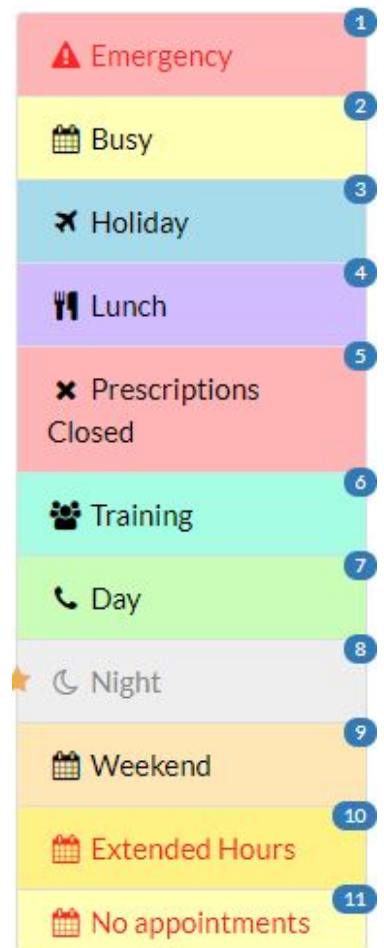 1
Emergency
2
Busy
3
Holiday
4
Lunch
5
Prescriptions
Closed
6
Training
7
Day
8
Night
9
Weekend
10
Extended Hours
11
No appointments